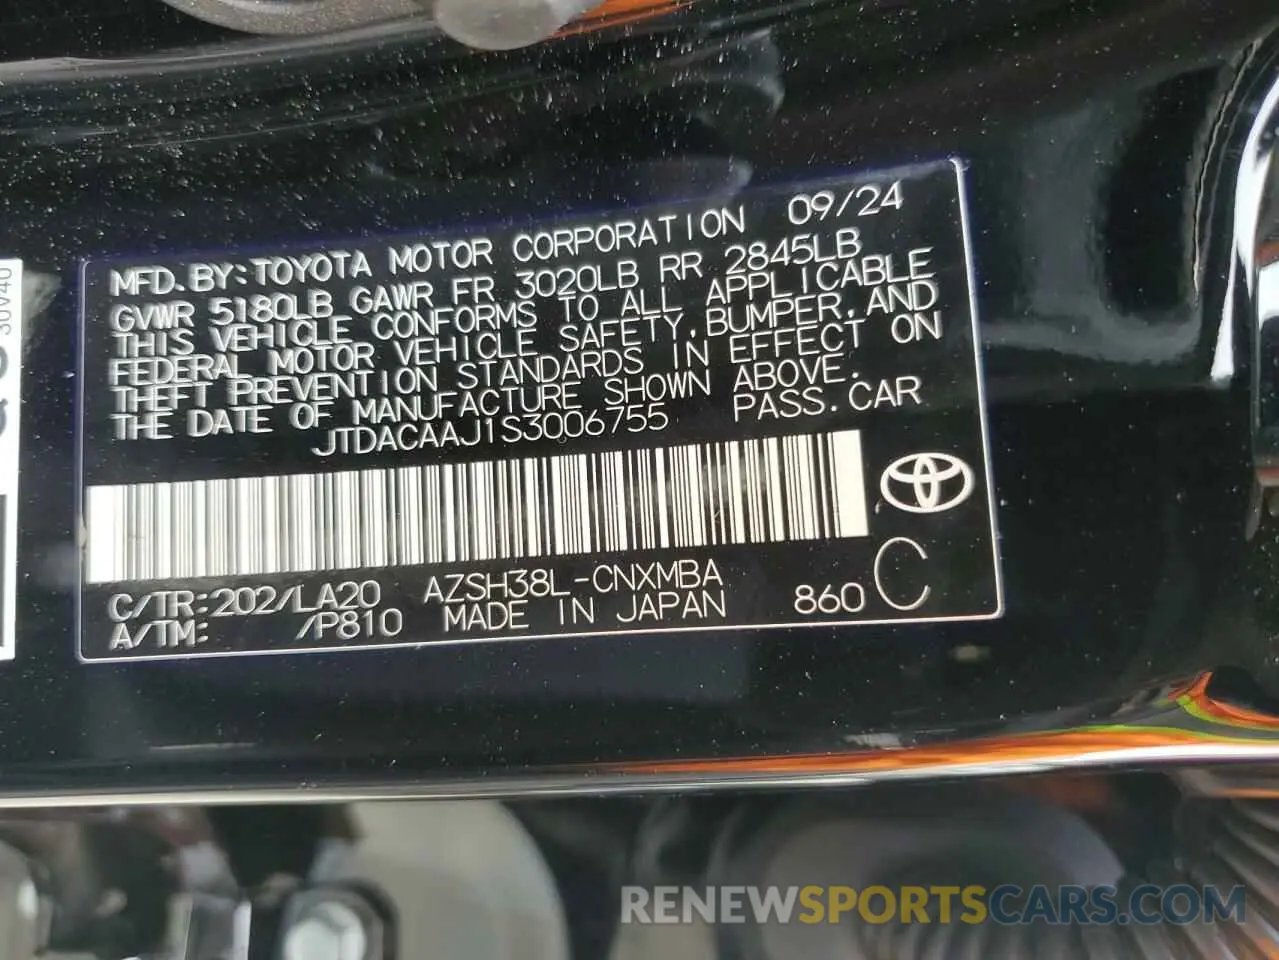 MFD.BY:TOYOTA MOTOR CORPORATION 09/24
GVWR 5180LB GAWR FR 3020LB RR 2845LB
THIS VEHICLE CONFORMS TO ALL APPLICABLE
FEDERAL MOTOR VEHICLE SAFETY,BUMPER,AND
THEFT PREVENTION STANDARDS IN EFFECT ON
THE DATE OF MANUFACTURE SHOWN ABOVE.
JTDACAAJ1S3006755 PASS.CAR
C/TR:202/LA20 AZSH38L-CNXMBA
A/TM: /P810 MADE IN JAPAN 860 C
RENEWSPORTSCARS.COM